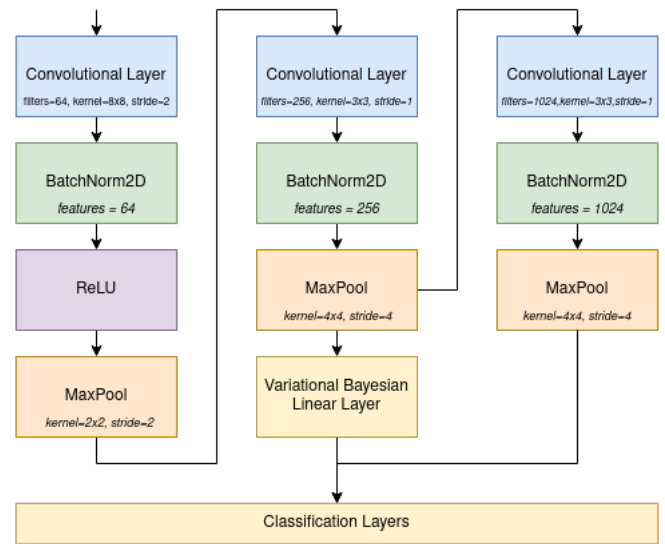 Convolutional Layer
filters=64, kernel=8x8, stride=2
BatchNorm2D
features = 64
ReLU
MaxPool
kernel=2x2, stride=2
Convolutional Layer
filters=256, kernel=3x3, stride=1
BatchNorm2D
features = 256
MaxPool
kernel=4x4, stride=4
Variational Bayesian
Linear Layer
Convolutional Layer
filters=1024,kernel=3x3,stride=1
BatchNorm2D
features = 1024
MaxPool
kernel=4x4, stride=4
Classification Layers